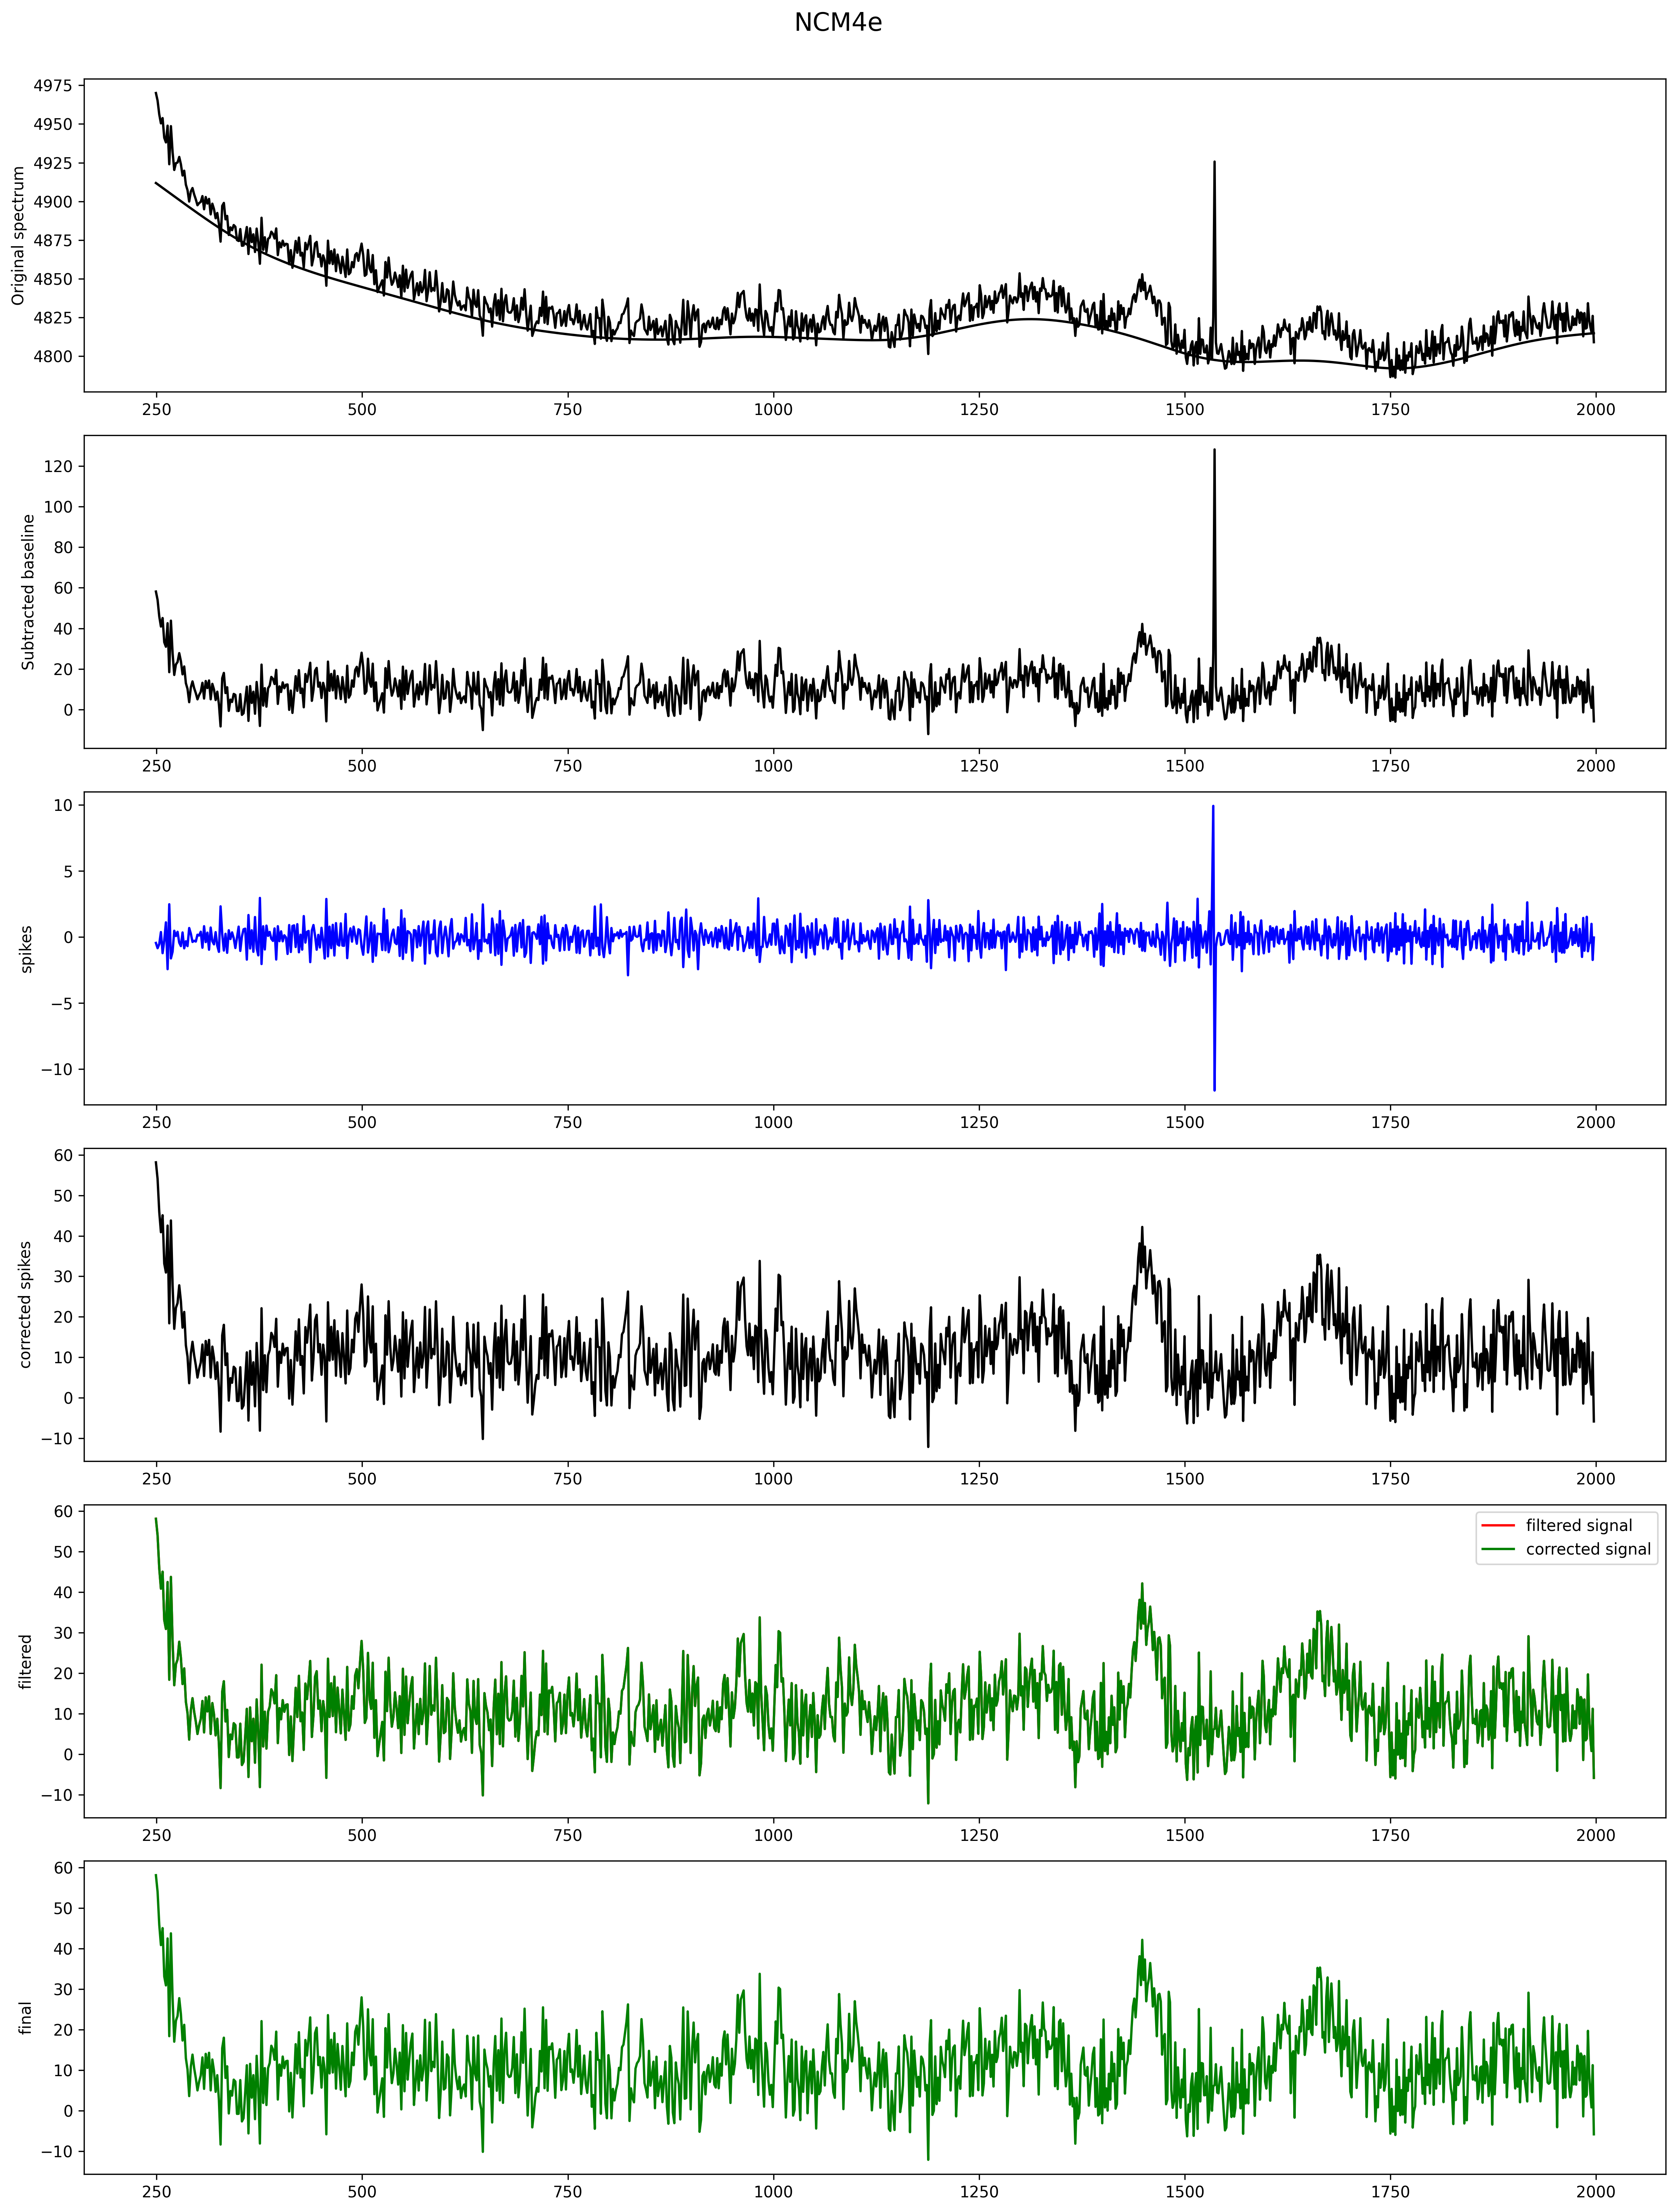 NCM4e
Original spectrum
4975
4950
4925
4900
4875
4850
4825
4800
250 500 750 1000 1250 1500 1750 2000
Subtracted baseline
120
100
80
60
40
20
0
250 500 750 1000 1250 1500 1750 2000
spikes
10
5
0
−5
−10
250 500 750 1000 1250 1500 1750 2000
corrected spikes
60
50
40
30
20
10
0
−10
250 500 750 1000 1250 1500 1750 2000
filtered
60
50
40
30
20
10
0
−10
filtered signal
corrected signal
250 500 750 1000 1250 1500 1750 2000
final
60
50
40
30
20
10
0
−10
250 500 750 1000 1250 1500 1750 2000